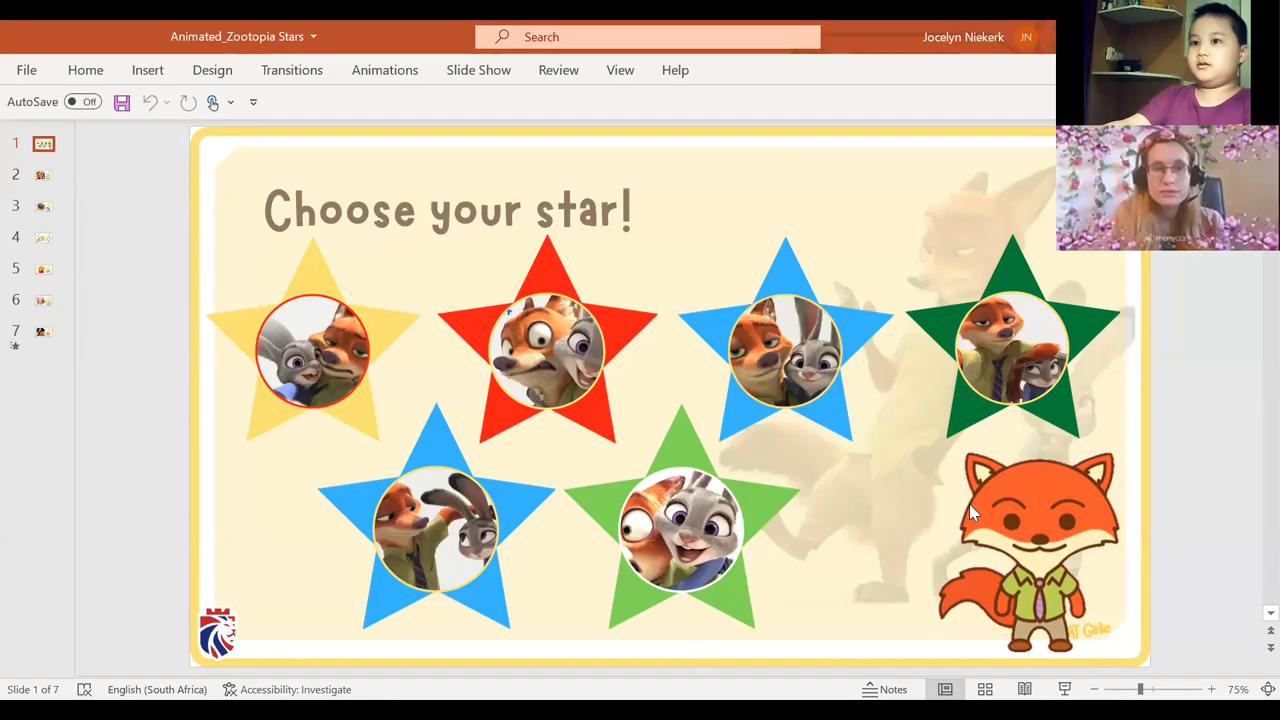 Animated_Zootopia Stars
Search
Jocelyn Niekerk
JN
File Home Insert Design Transitions Animations Slide Show Review View Help
AutoSave Off
1
2
3
4
5
6
7
Choose your star!
Slide 1 of 7
English (South Africa)
Accessibility: Investigate
Notes
75%